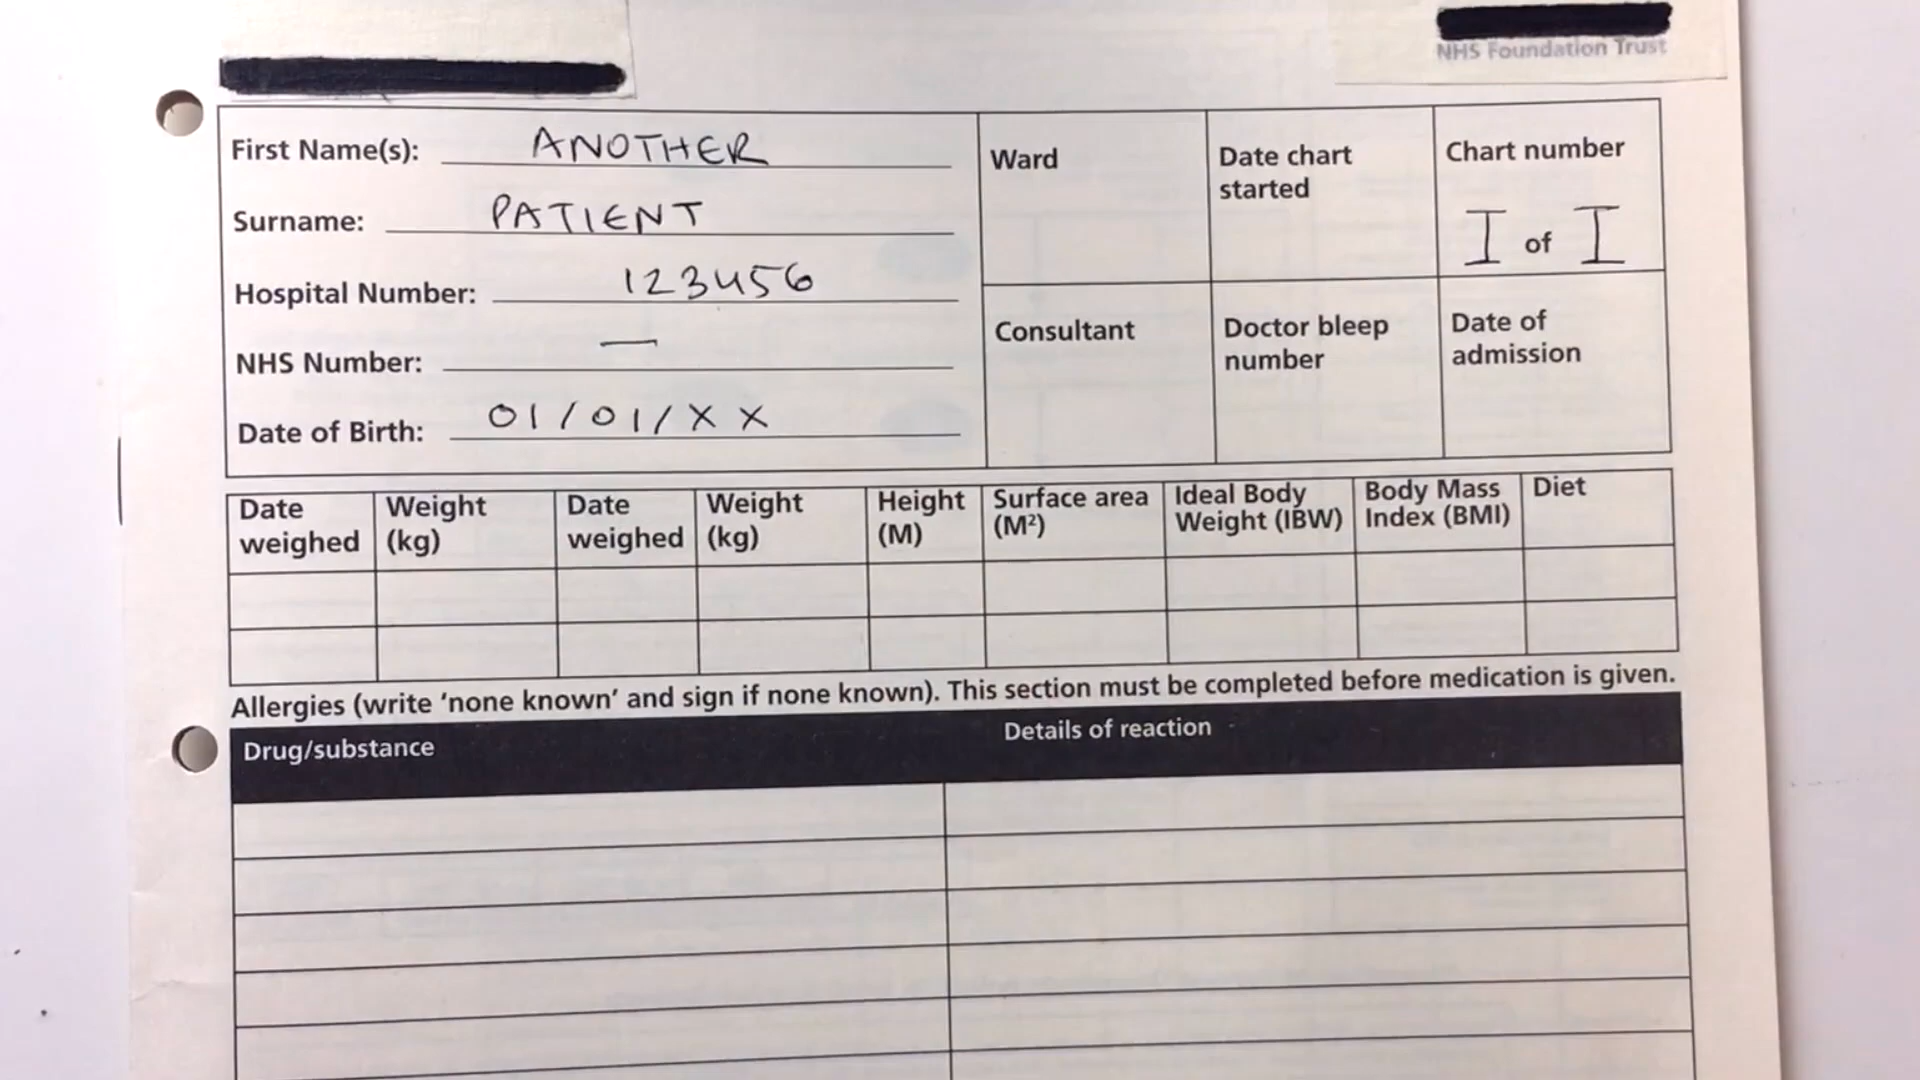 NHS Foundation Trust
First Name(s): ANOTHER
Surname: PATIENT
Hospital Number: 123456
NHS Number: —
Date of Birth: 01/01/XX
Ward
Date chart
started
Chart number
I of I
Consultant
Doctor bleep
number
Date of
admission
Date
weighed
Weight
(kg)
Date
weighed
Weight
(kg)
Height
(M)
Surface area
(M²)
Ideal Body
Weight (IBW)
Body Mass
Index (BMI)
Diet
Allergies (write ‘none known’ and sign if none known). This section must be completed before medication is given.
Drug/substance
Details of reaction